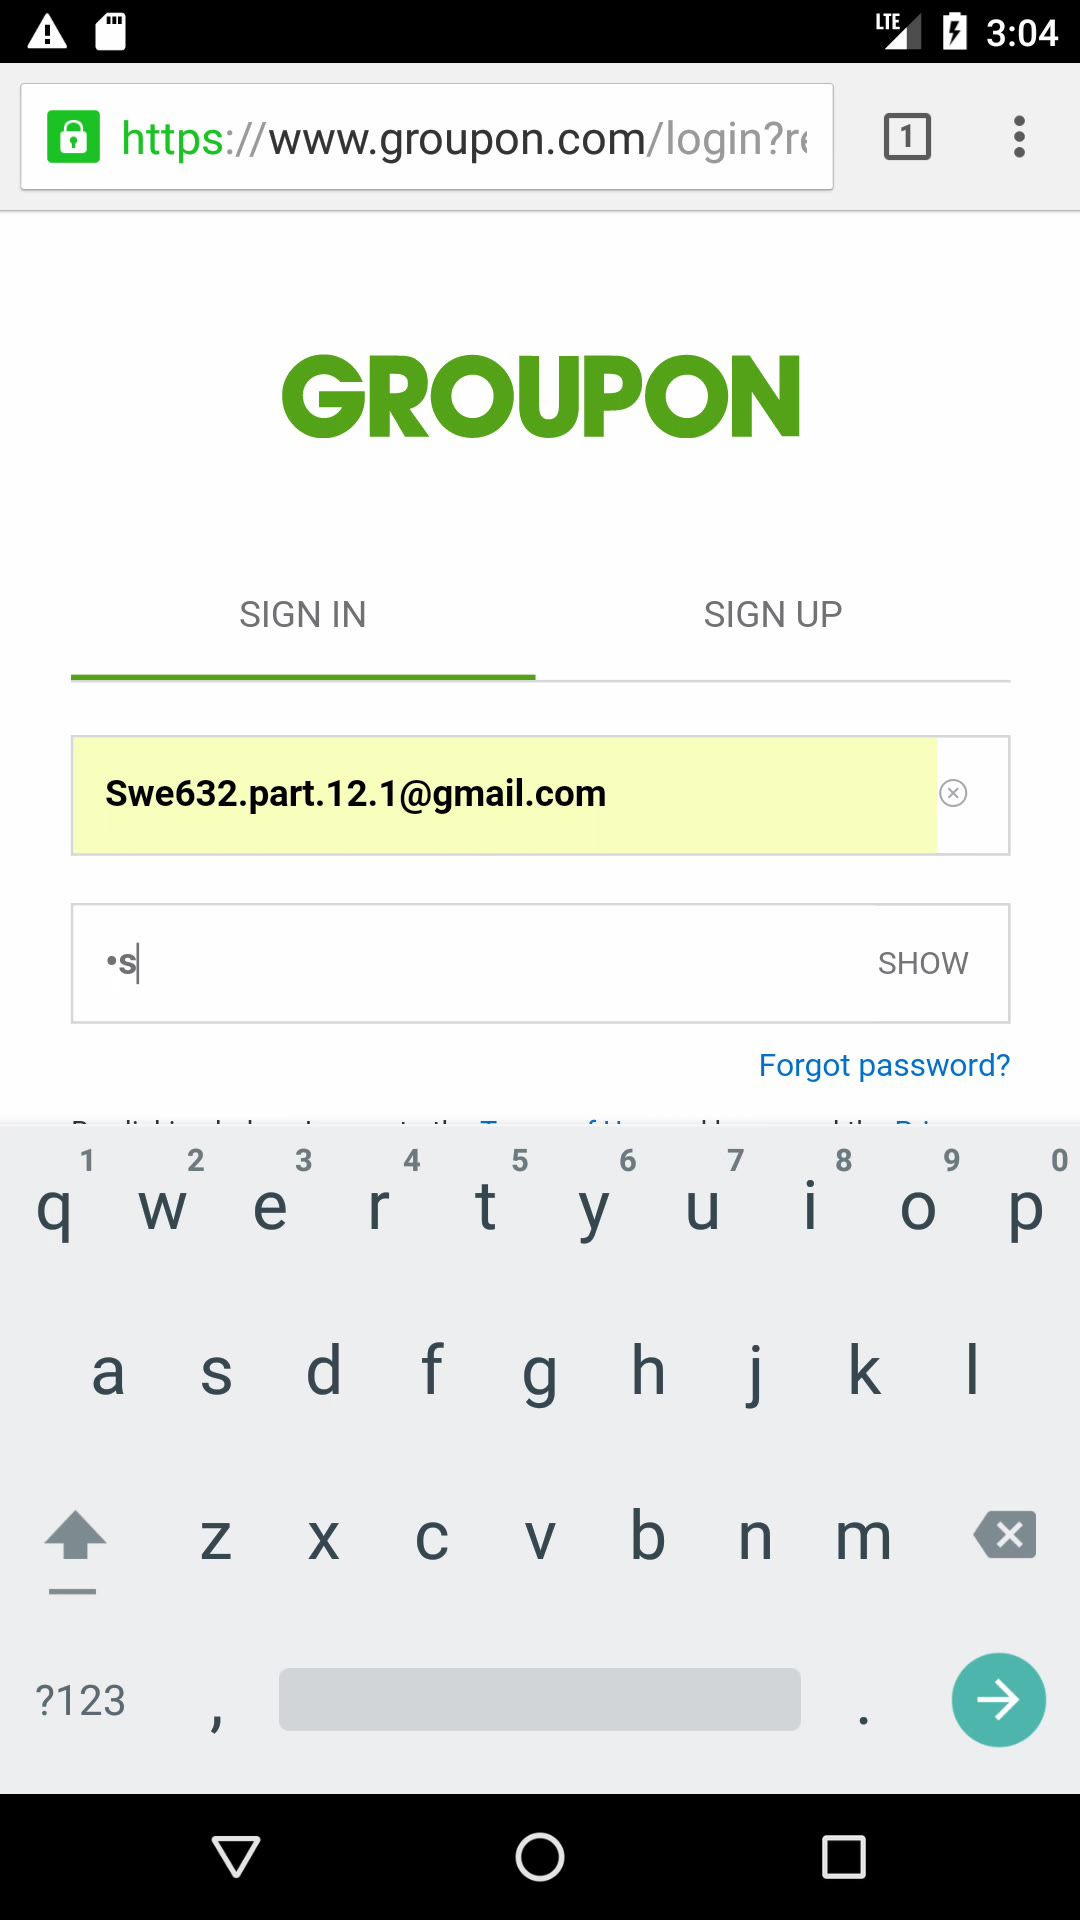 LTE 3:04
https://www.groupon.com/login?re
1
GROUPON
SIGN IN SIGN UP
Swe632.part.12.1@gmail.com
•s SHOW
Forgot password?
1 2 3 4 5 6 7 8 9 0
q w e r t y u i o p
a s d f g h j k l
z x c v b n m
?123 , .